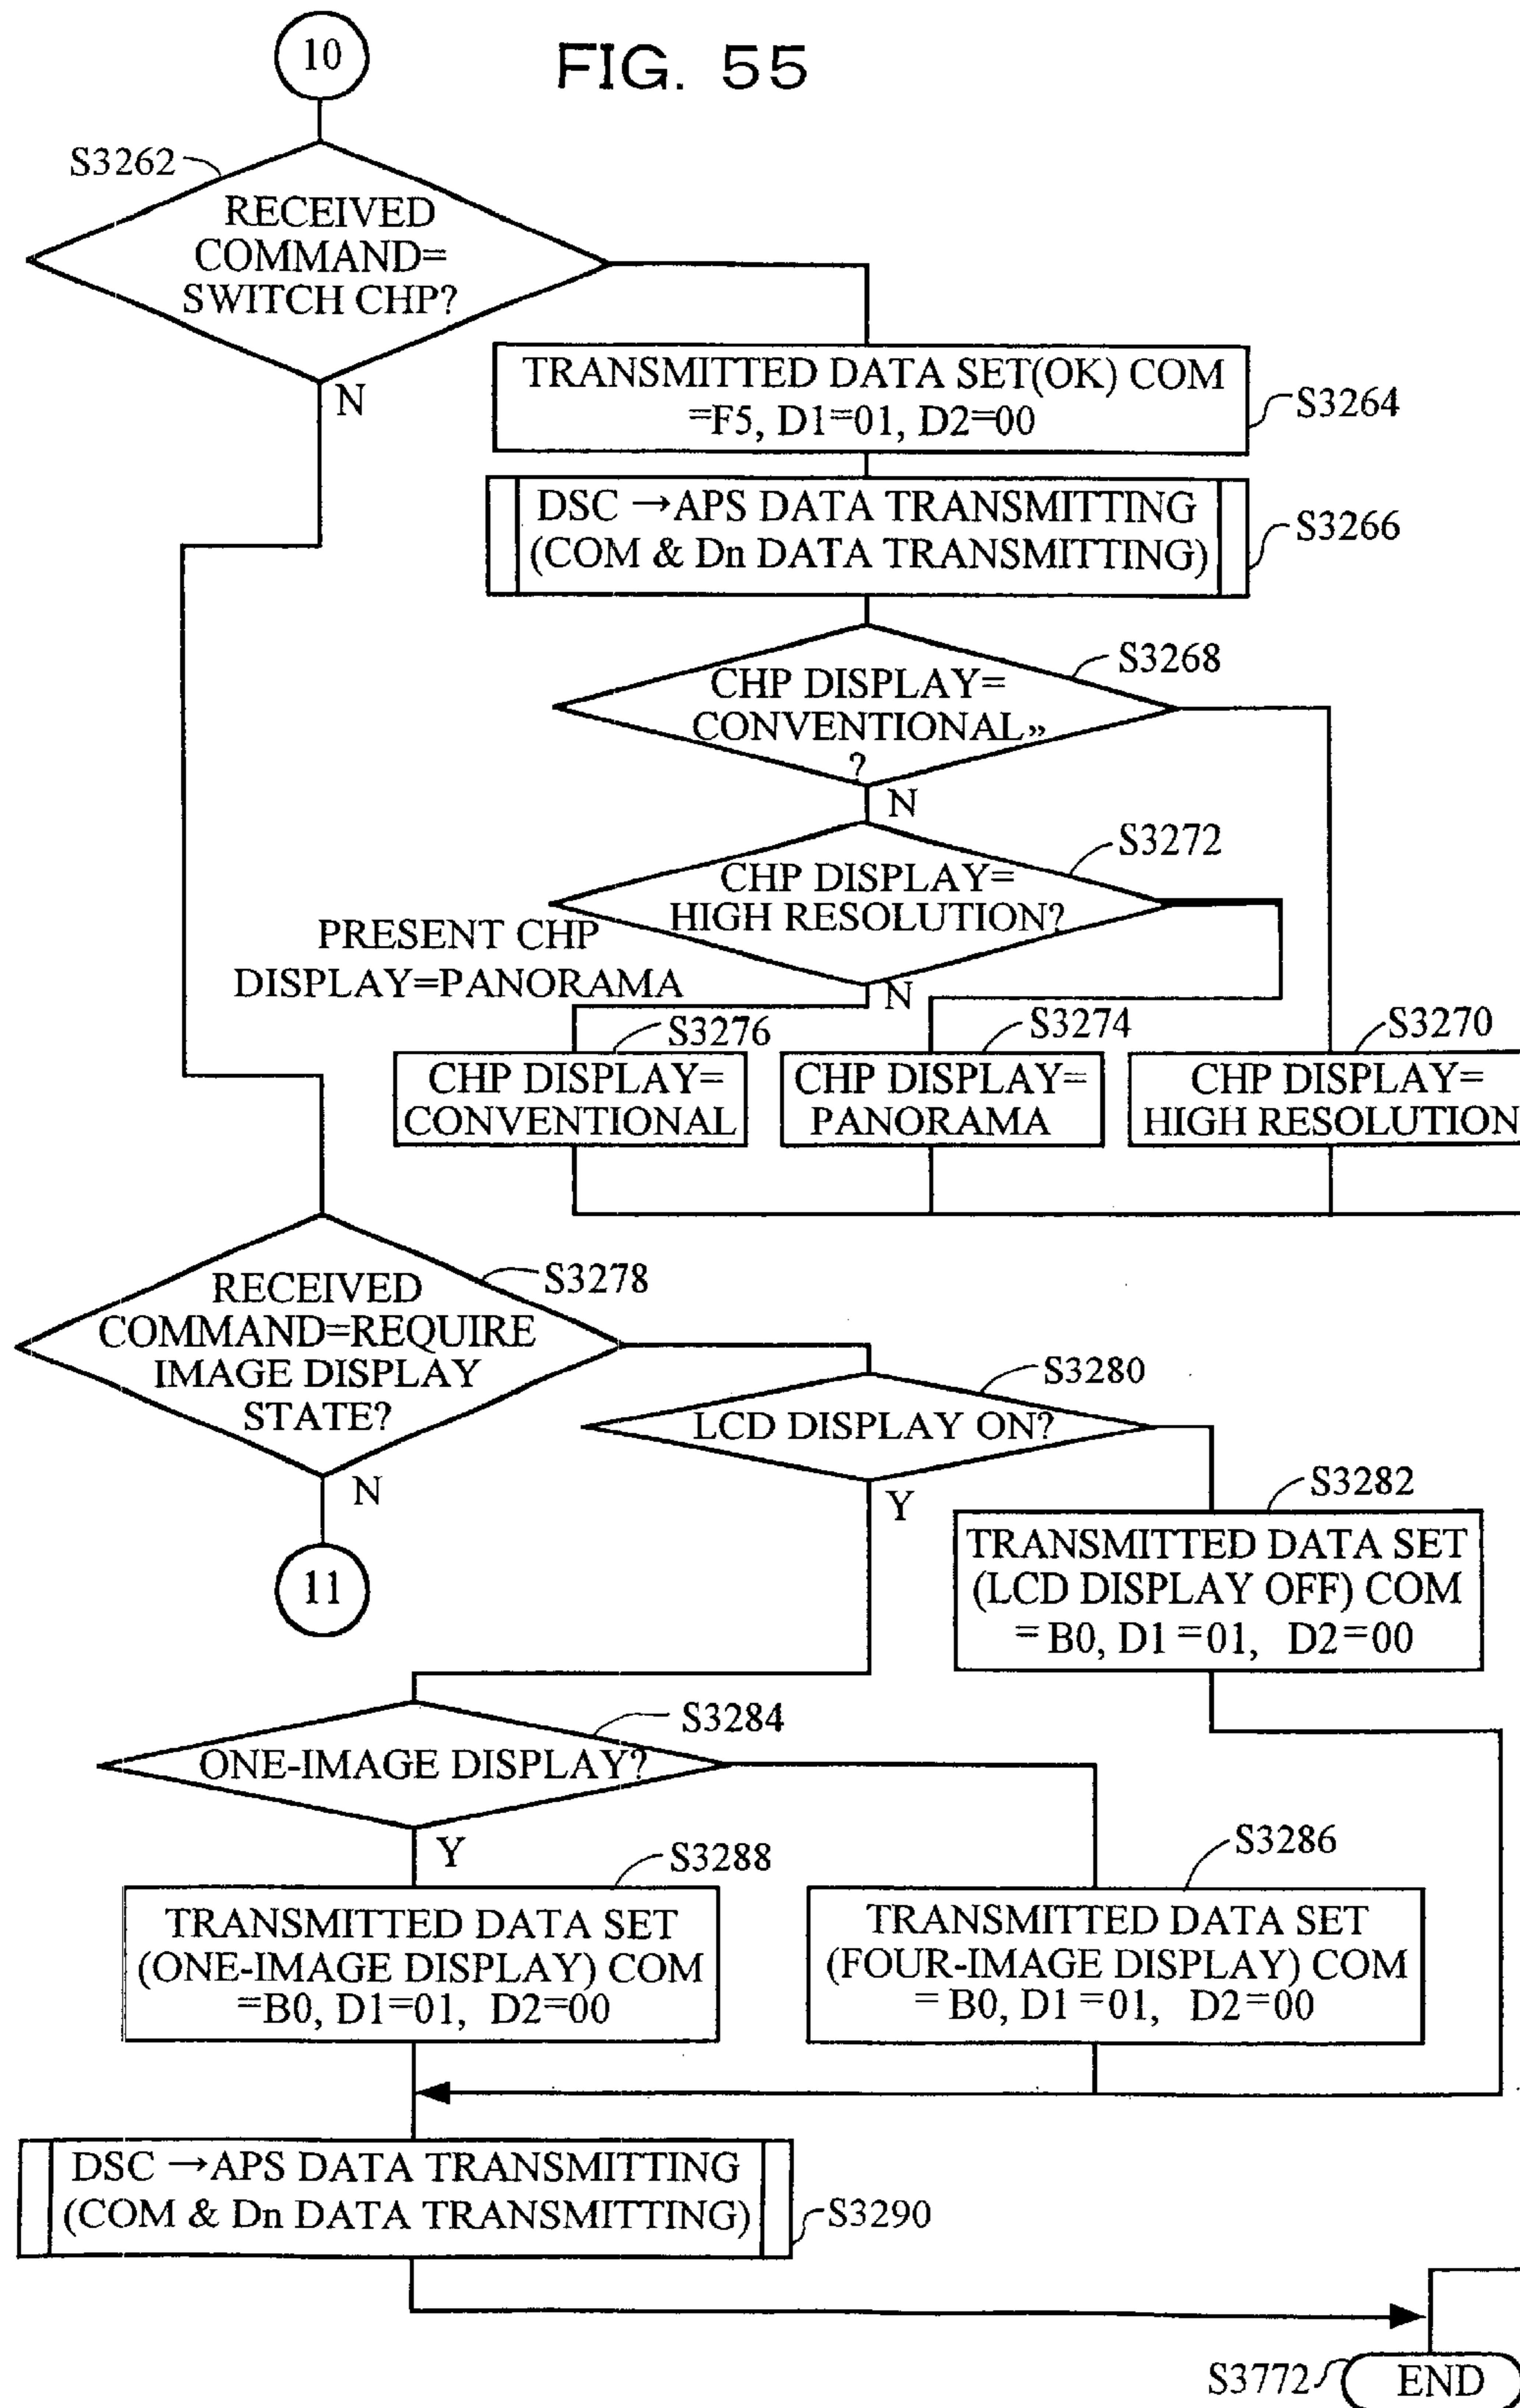 10
FIG. 55
S3262
RECEIVED
COMMAND=
SWITCH CHP?
N
TRANSMITTED DATA SET(OK) COM
=F5, D1=01, D2=00
S3264
DSC →APS DATA TRANSMITTING
(COM & Dn DATA TRANSMITTING)
S3266
S3268
CHP DISPLAY=
CONVENTIONAL»
?
N
S3272
CHP DISPLAY=
HIGH RESOLUTION?
PRESENT CHP
DISPLAY=PANORAMA
N
S3276
CHP DISPLAY=
CONVENTIONAL
S3274
CHP DISPLAY=
PANORAMA
S3270
CHP DISPLAY=
HIGH RESOLUTION
S3278
RECEIVED
COMMAND=REQUIRE
IMAGE DISPLAY
STATE?
N
11
S3280
LCD DISPLAY ON?
Y
S3282
TRANSMITTED DATA SET
(LCD DISPLAY OFF) COM
=B0, D1=01, D2=00
S3284
ONE-IMAGE DISPLAY?
Y
S3288
TRANSMITTED DATA SET
(ONE-IMAGE DISPLAY) COM
=B0, D1=01, D2=00
S3286
TRANSMITTED DATA SET
(FOUR-IMAGE DISPLAY) COM
=B0, D1=01, D2=00
DSC →APS DATA TRANSMITTING
(COM & Dn DATA TRANSMITTING)
S3290
S3772
END